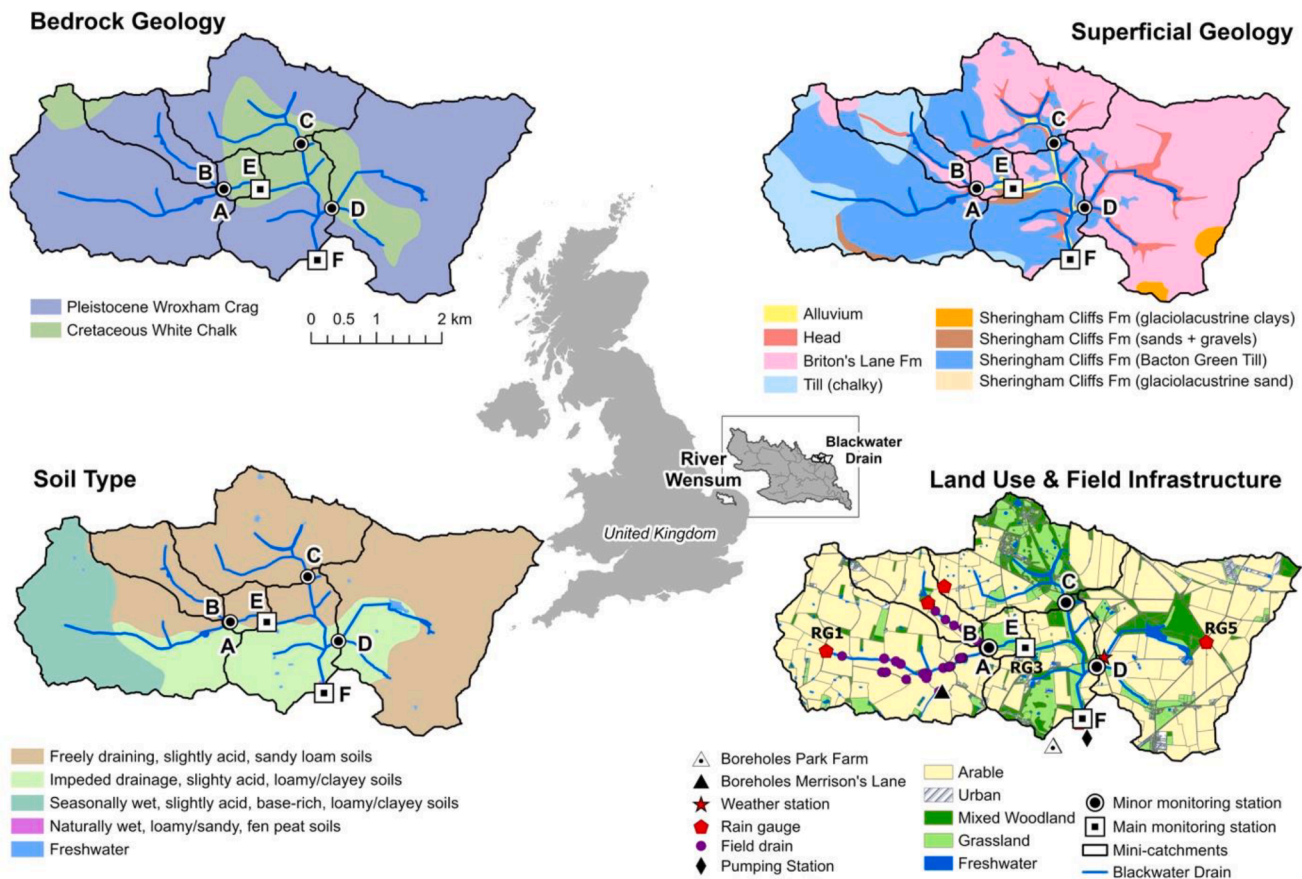 Bedrock Geology
B
E
C
A
D
F
Pleistocene Wroxham Crag
Cretaceous White Chalk
0 0.5 1 2 km
Superficial Geology
C
B
E
A
D
F
Alluvium
Head
Briton's Lane Fm
Till (chalky)
Sheringham Cliffs Fm (glaciolacustrine clays)
Sheringham Cliffs Fm (sands + gravels)
Sheringham Cliffs Fm (Bacton Green Till)
Sheringham Cliffs Fm (glaciolacustrine sand)
River
Wensum
Blackwater
Drain
United Kingdom
Soil Type
C
B
E
A
D
F
Freely draining, slightly acid, sandy loam soils
Impeded drainage, slighty acid, loamy/clayey soils
Seasonally wet, slightly acid, base-rich, loamy/clayey soils
Naturally wet, loamy/sandy, fen peat soils
Freshwater
Land Use & Field Infrastructure
C
RG1
B
E
RG5
A
RG3
D
F
Boreholes Park Farm
Boreholes Merrison's Lane
Weather station
Rain gauge
Field drain
Pumping Station
Arable
Urban
Mixed Woodland
Grassland
Freshwater
Minor monitoring station
Main monitoring station
Mini-catchments
Blackwater Drain